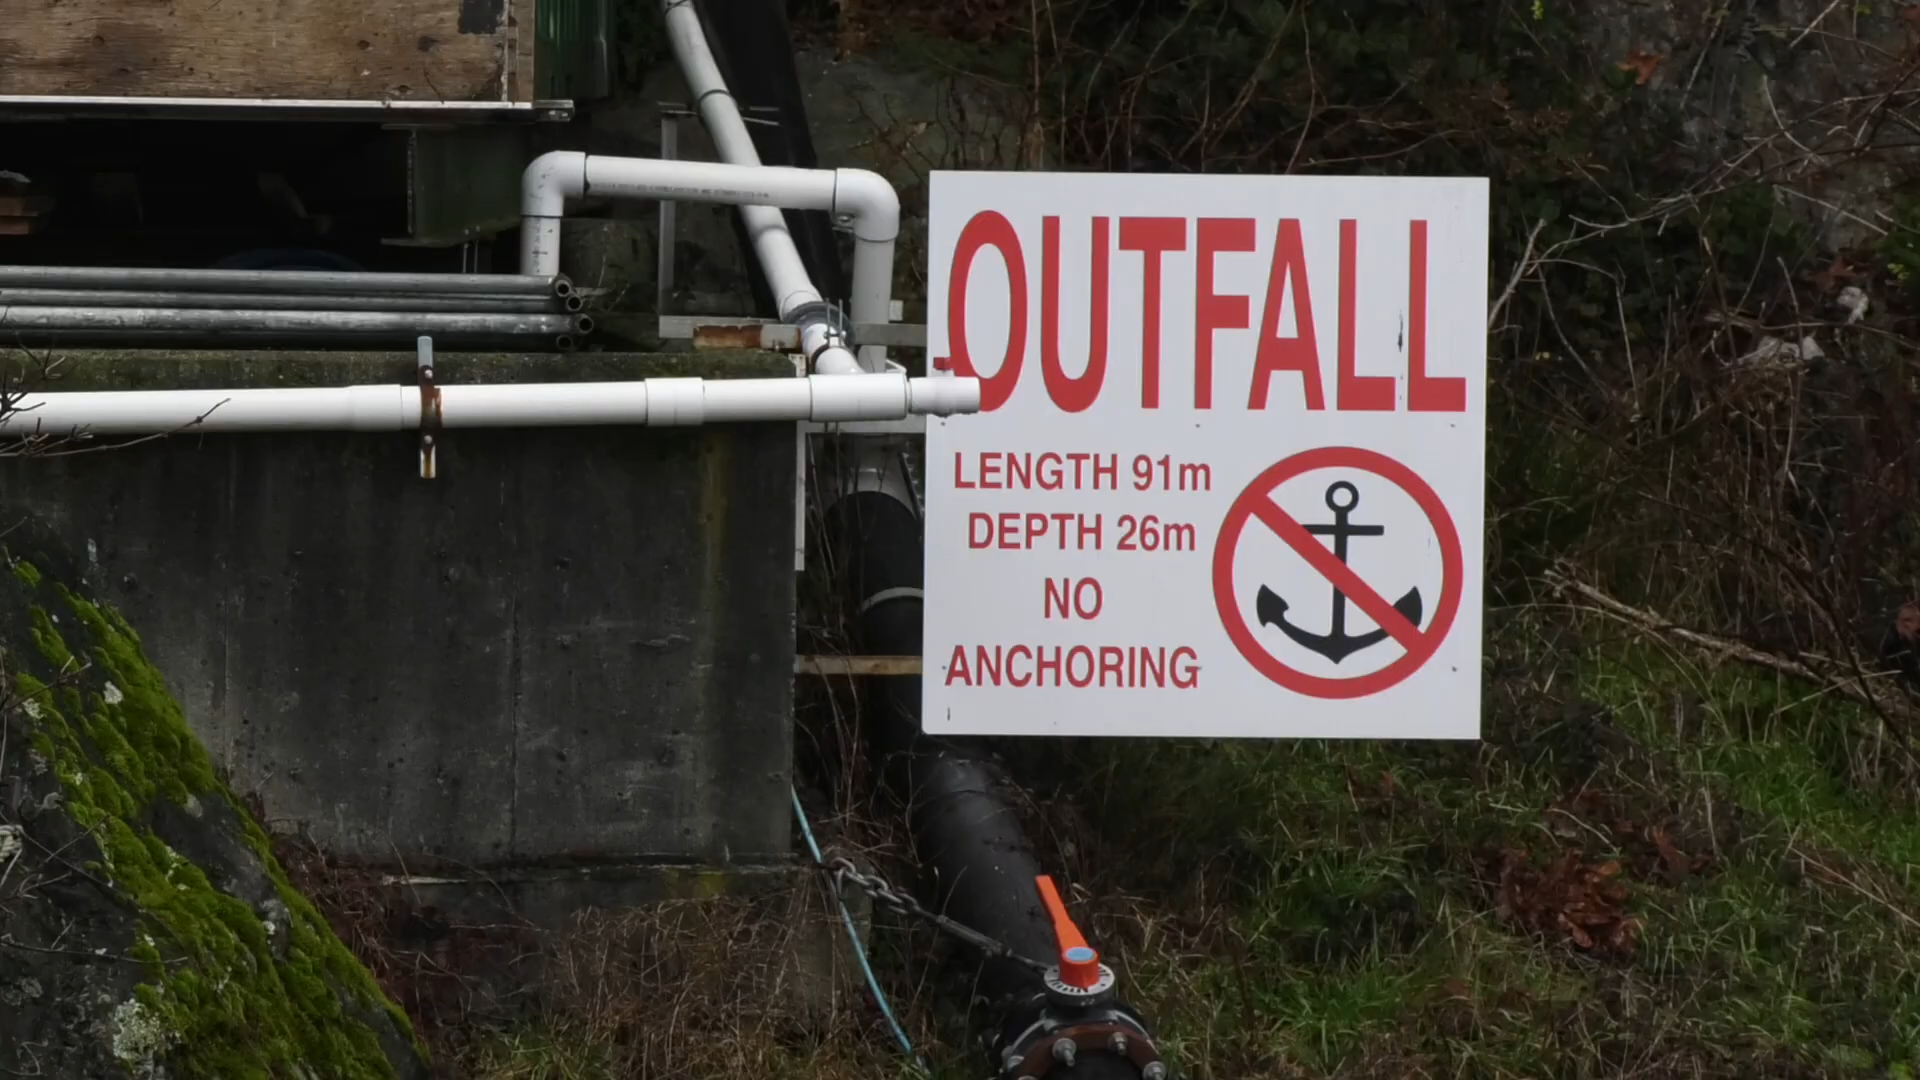 OUTFALL
LENGTH 91m
DEPTH 26m
NO
ANCHORING